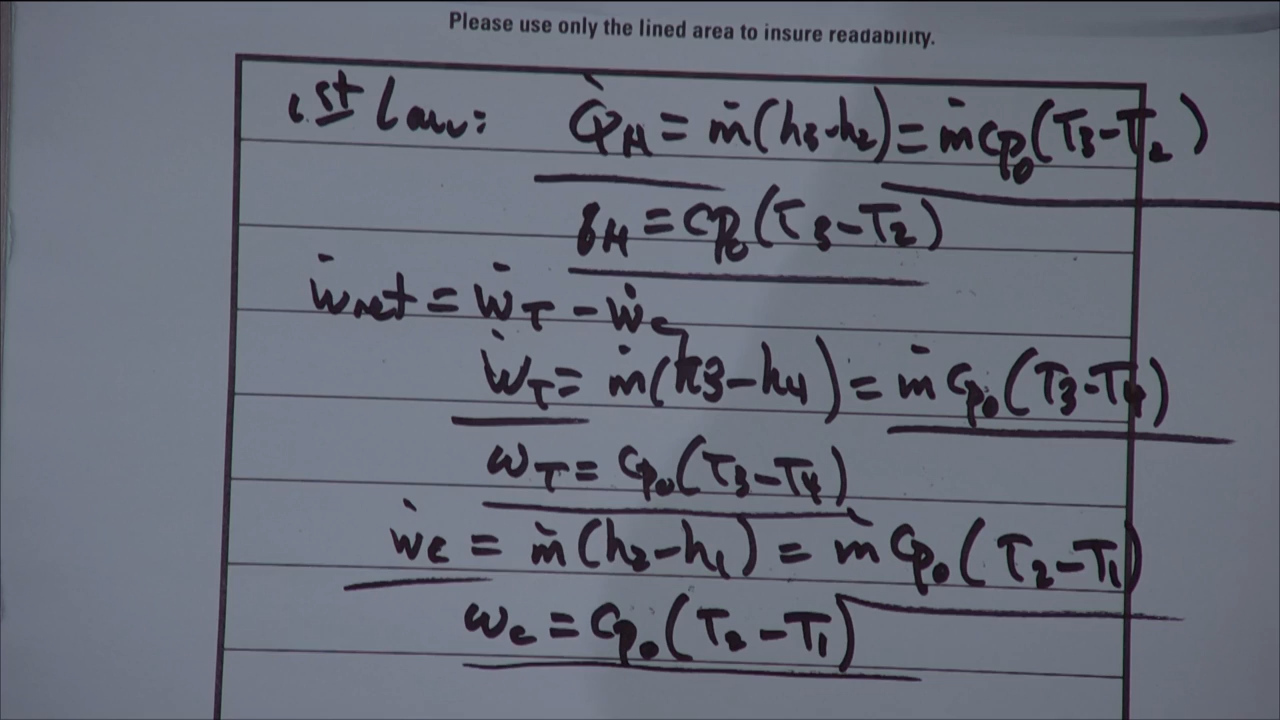 Please use only the lined area to insure readability.
1st Law: Q̇H = ṁ(h3-h2) = ṁCp0(T3-T2)
qH = Cp0(T3-T2)
Ẇnet = ẆT - Ẇc
ẆT = ṁ(h3-h4) = ṁCp0(T3-T4)
wT = Cp0(T3-T4)
Ẇc = ṁ(h2-h1) = ṁCp0(T2-T1)
wc = Cp0(T2-T1)